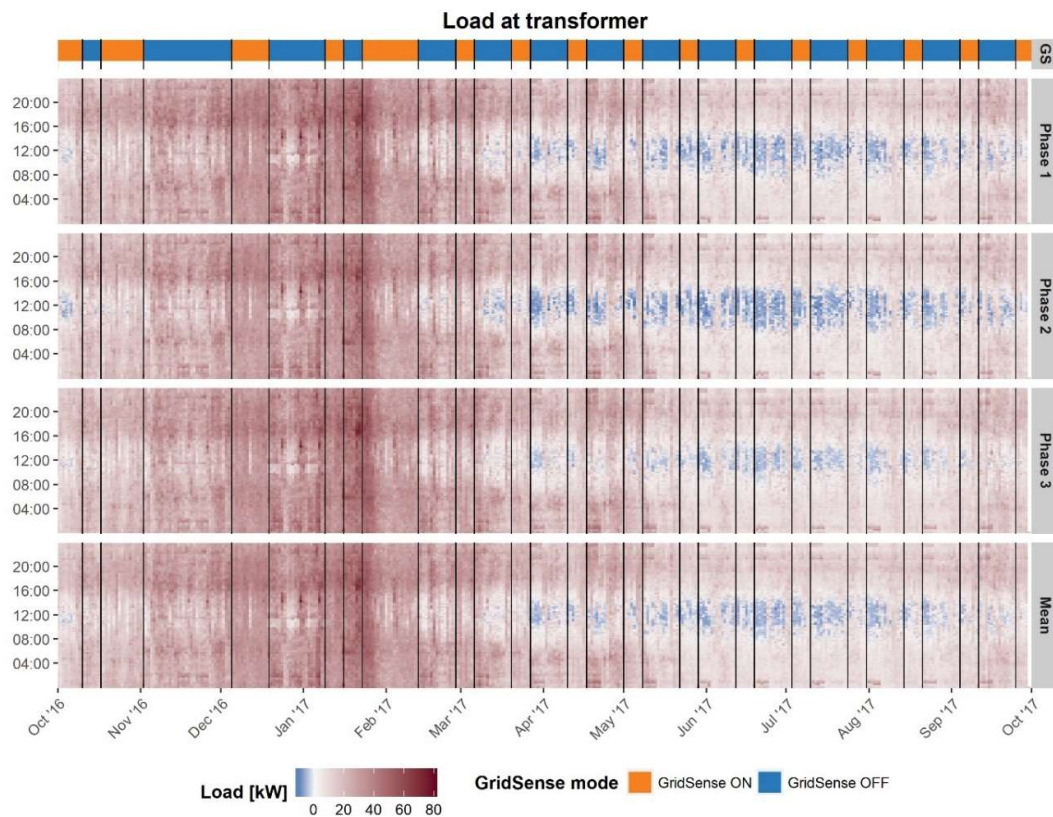 Load at transformer
GS
20:00
16:00
12:00
08:00
04:00
Phase 1
20:00
16:00
12:00
08:00
04:00
Phase 2
20:00
16:00
12:00
08:00
04:00
Phase 3
20:00
16:00
12:00
08:00
04:00
Mean
Oct '16 Nov '16 Dec '16 Jan '17 Feb '17 Mar '17 Apr '17 May '17 Jun '17 Jul '17 Aug '17 Sep '17 Oct '17
Load [kW] 0 20 40 60 80 GridSense mode GridSense ON GridSense OFF